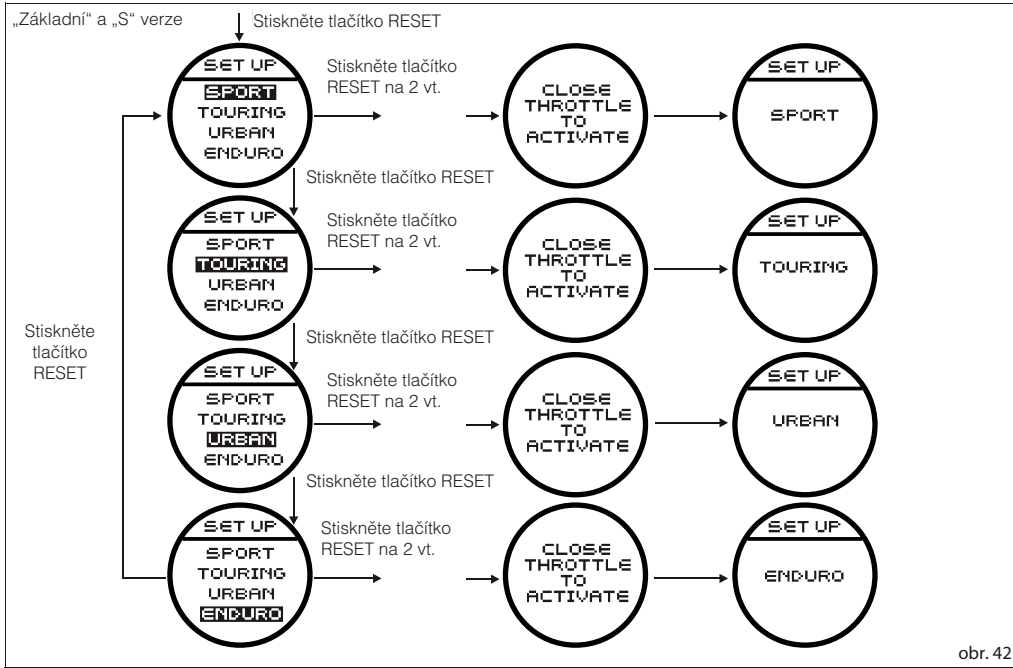 „Základní“ a „S“ verze
Stiskněte tlačítko RESET
SET UP
SPORT
TOURING
URBAN
ENDURO
Stiskněte tlačítko
RESET na 2 vt.
CLOSE
THROTTLE
TO
ACTIVATE
SET UP
SPORT
Stiskněte tlačítko RESET
SET UP
SPORT
TOURING
URBAN
ENDURO
Stiskněte tlačítko
RESET na 2 vt.
CLOSE
THROTTLE
TO
ACTIVATE
SET UP
TOURING
Stiskněte
tlačítko
RESET
Stiskněte tlačítko RESET
SET UP
SPORT
TOURING
URBAN
ENDURO
Stiskněte tlačítko
RESET na 2 vt.
CLOSE
THROTTLE
TO
ACTIVATE
SET UP
URBAN
Stiskněte tlačítko RESET
SET UP
SPORT
TOURING
URBAN
ENDURO
Stiskněte tlačítko
RESET na 2 vt.
CLOSE
THROTTLE
TO
ACTIVATE
SET UP
ENDURO
obr. 42